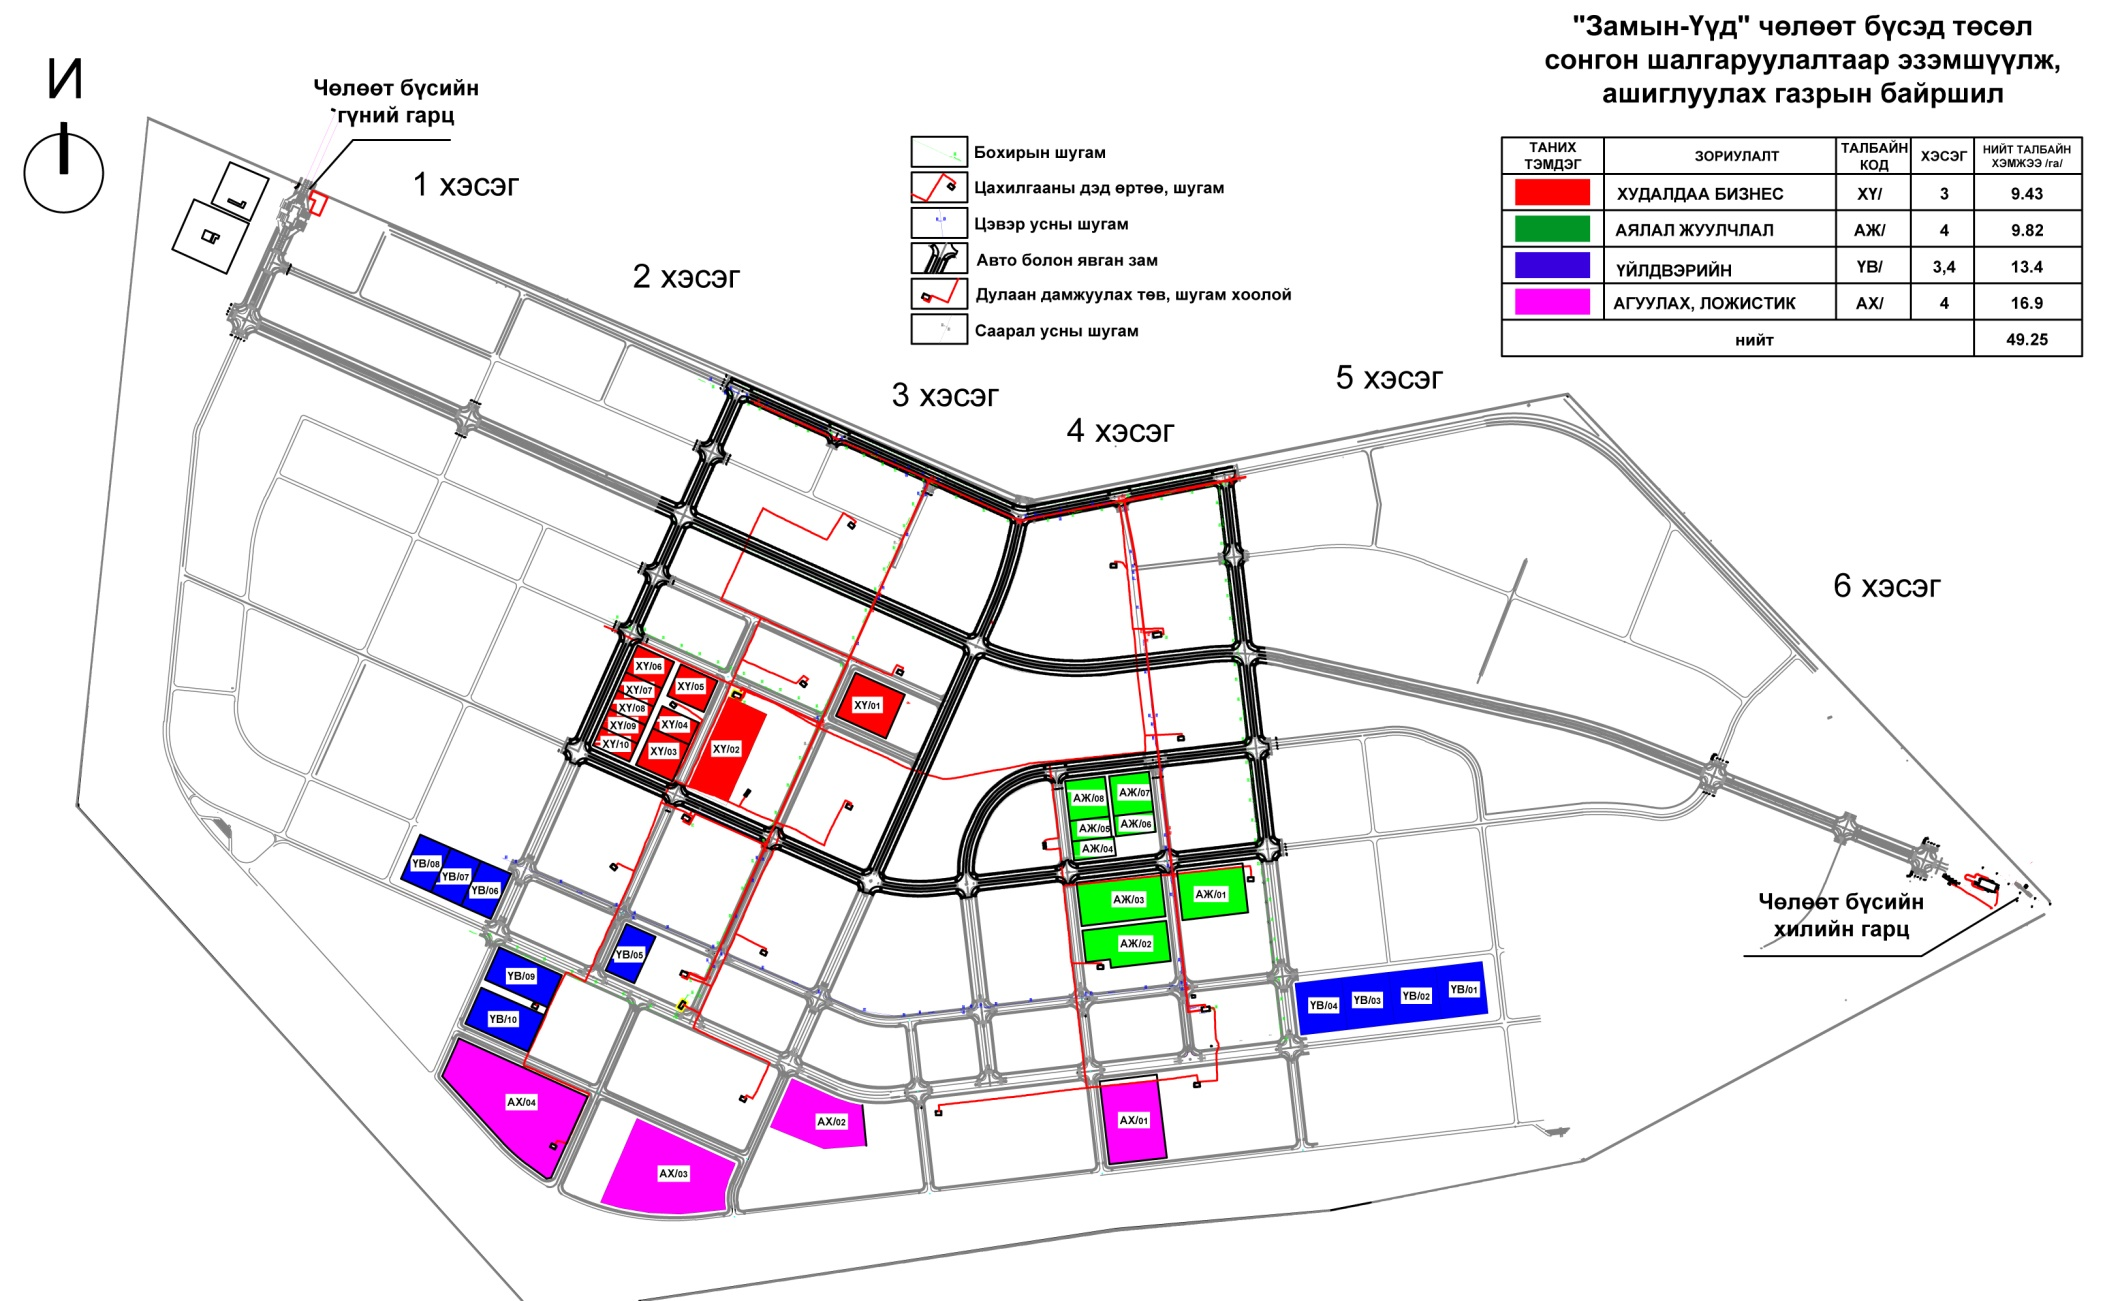 "Замын-Үүд" чөлөөт бүсэд төсөл
сонгон шалгаруулалтаар эзэмшүүлж,
ашиглуулах газрын байршил
И
Чөлөөт бүсийн
гүний гарц
1 хэсэг
2 хэсэг
3 хэсэг
4 хэсэг
5 хэсэг
6 хэсэг
Бохирын шугам
Цахилгааны дэд өртөө, шугам
Цэвэр усны шугам
Авто болон явган зам
Дулаан дамжуулах төв, шугам хоолой
Саарал усны шугам
ТАНИХ ТЭМДЭГ ЗОРИУЛАЛТ ТАЛБАЙН КОД ХЭСЭГ НИЙТ ТАЛБАЙН ХЭМЖЭЭ /га/
ХУДАЛДАА БИЗНЕС ХҮ/ 3 9.43
АЯЛАЛ ЖУУЛЧЛАЛ АЖ/ 4 9.82
ҮЙЛДВЭРИЙН ҮВ/ 3,4 13.4
АГУУЛАХ, ЛОЖИСТИК АХ/ 4 16.9
нийт 49.25
ХҮ/06
ХҮ/07
ХҮ/08
ХҮ/09
ХҮ/10
ХҮ/05
ХҮ/04
ХҮ/03
ХҮ/02
ХҮ/01
АЖ/08
АЖ/07
АЖ/05
АЖ/06
АЖ/04
АЖ/03
АЖ/01
АЖ/02
ҮВ/08
ҮВ/07
ҮВ/06
ҮВ/05
ҮВ/09
ҮВ/10
ҮВ/04
ҮВ/03
ҮВ/02
ҮВ/01
АХ/04
АХ/03
АХ/02
АХ/01
Чөлөөт бүсийн
хилийн гарц